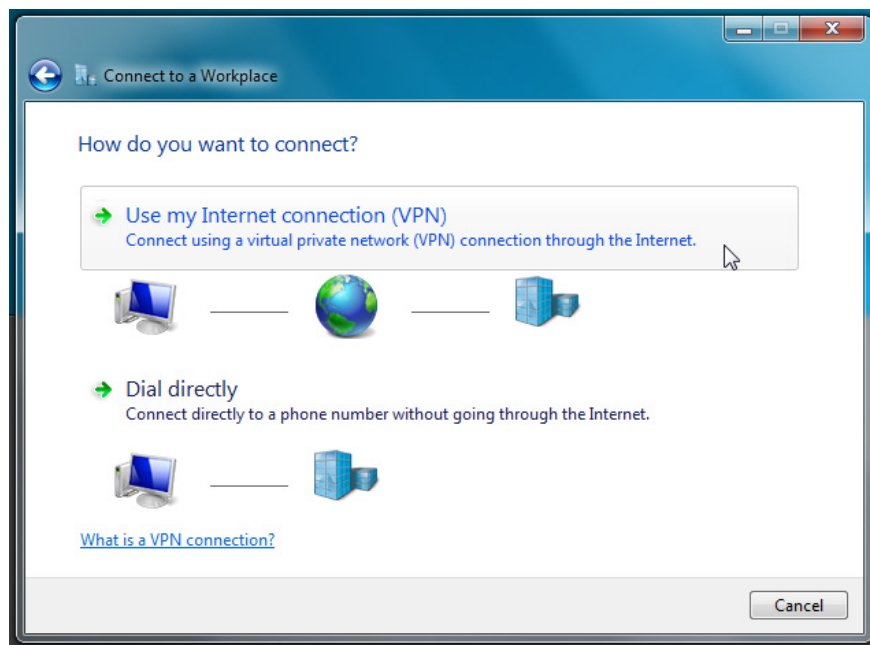 Connect to a Workplace
How do you want to connect?
Use my Internet connection (VPN)
Connect using a virtual private network (VPN) connection through the Internet.
Dial directly
Connect directly to a phone number without going through the Internet.
What is a VPN connection?
Cancel